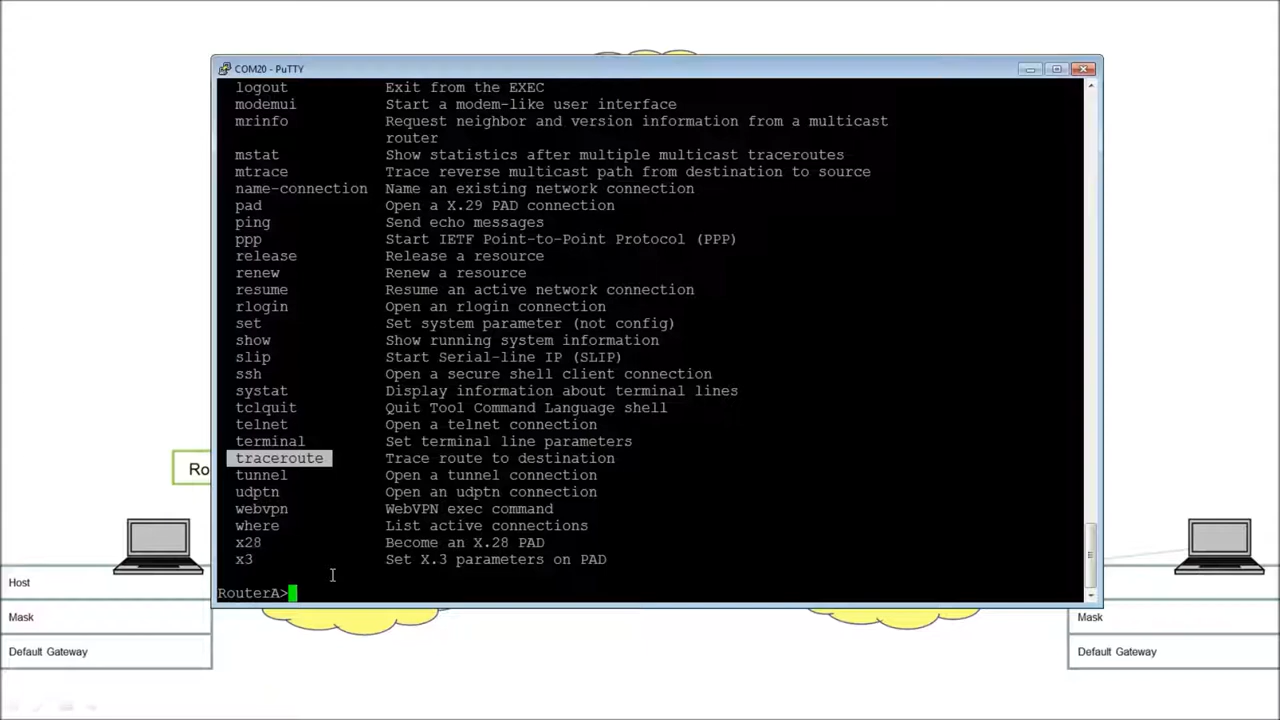 COM20 - PuTTY
logout Exit from the EXEC
modemui Start a modem-like user interface
mrinfo Request neighbor and version information from a multicast
router
mstat Show statistics after multiple multicast traceroutes
mtrace Trace reverse multicast path from destination to source
name-connection Name an existing network connection
pad Open a X.29 PAD connection
ping Send echo messages
ppp Start IETF Point-to-Point Protocol (PPP)
release Release a resource
renew Renew a resource
resume Resume an active network connection
rlogin Open an rlogin connection
set Set system parameter (not config)
show Show running system information
slip Start Serial-line IP (SLIP)
ssh Open a secure shell client connection
systat Display information about terminal lines
tclquit Quit Tool Command Language shell
telnet Open a telnet connection
terminal Set terminal line parameters
traceroute Trace route to destination
tunnel Open a tunnel connection
udptn Open an udptn connection
webvpn WebVPN exec command
where List active connections
x28 Become an X.28 PAD
x3 Set X.3 parameters on PAD
RouterA>
Ro
Host
Mask
Default Gateway
Mask
Default Gateway